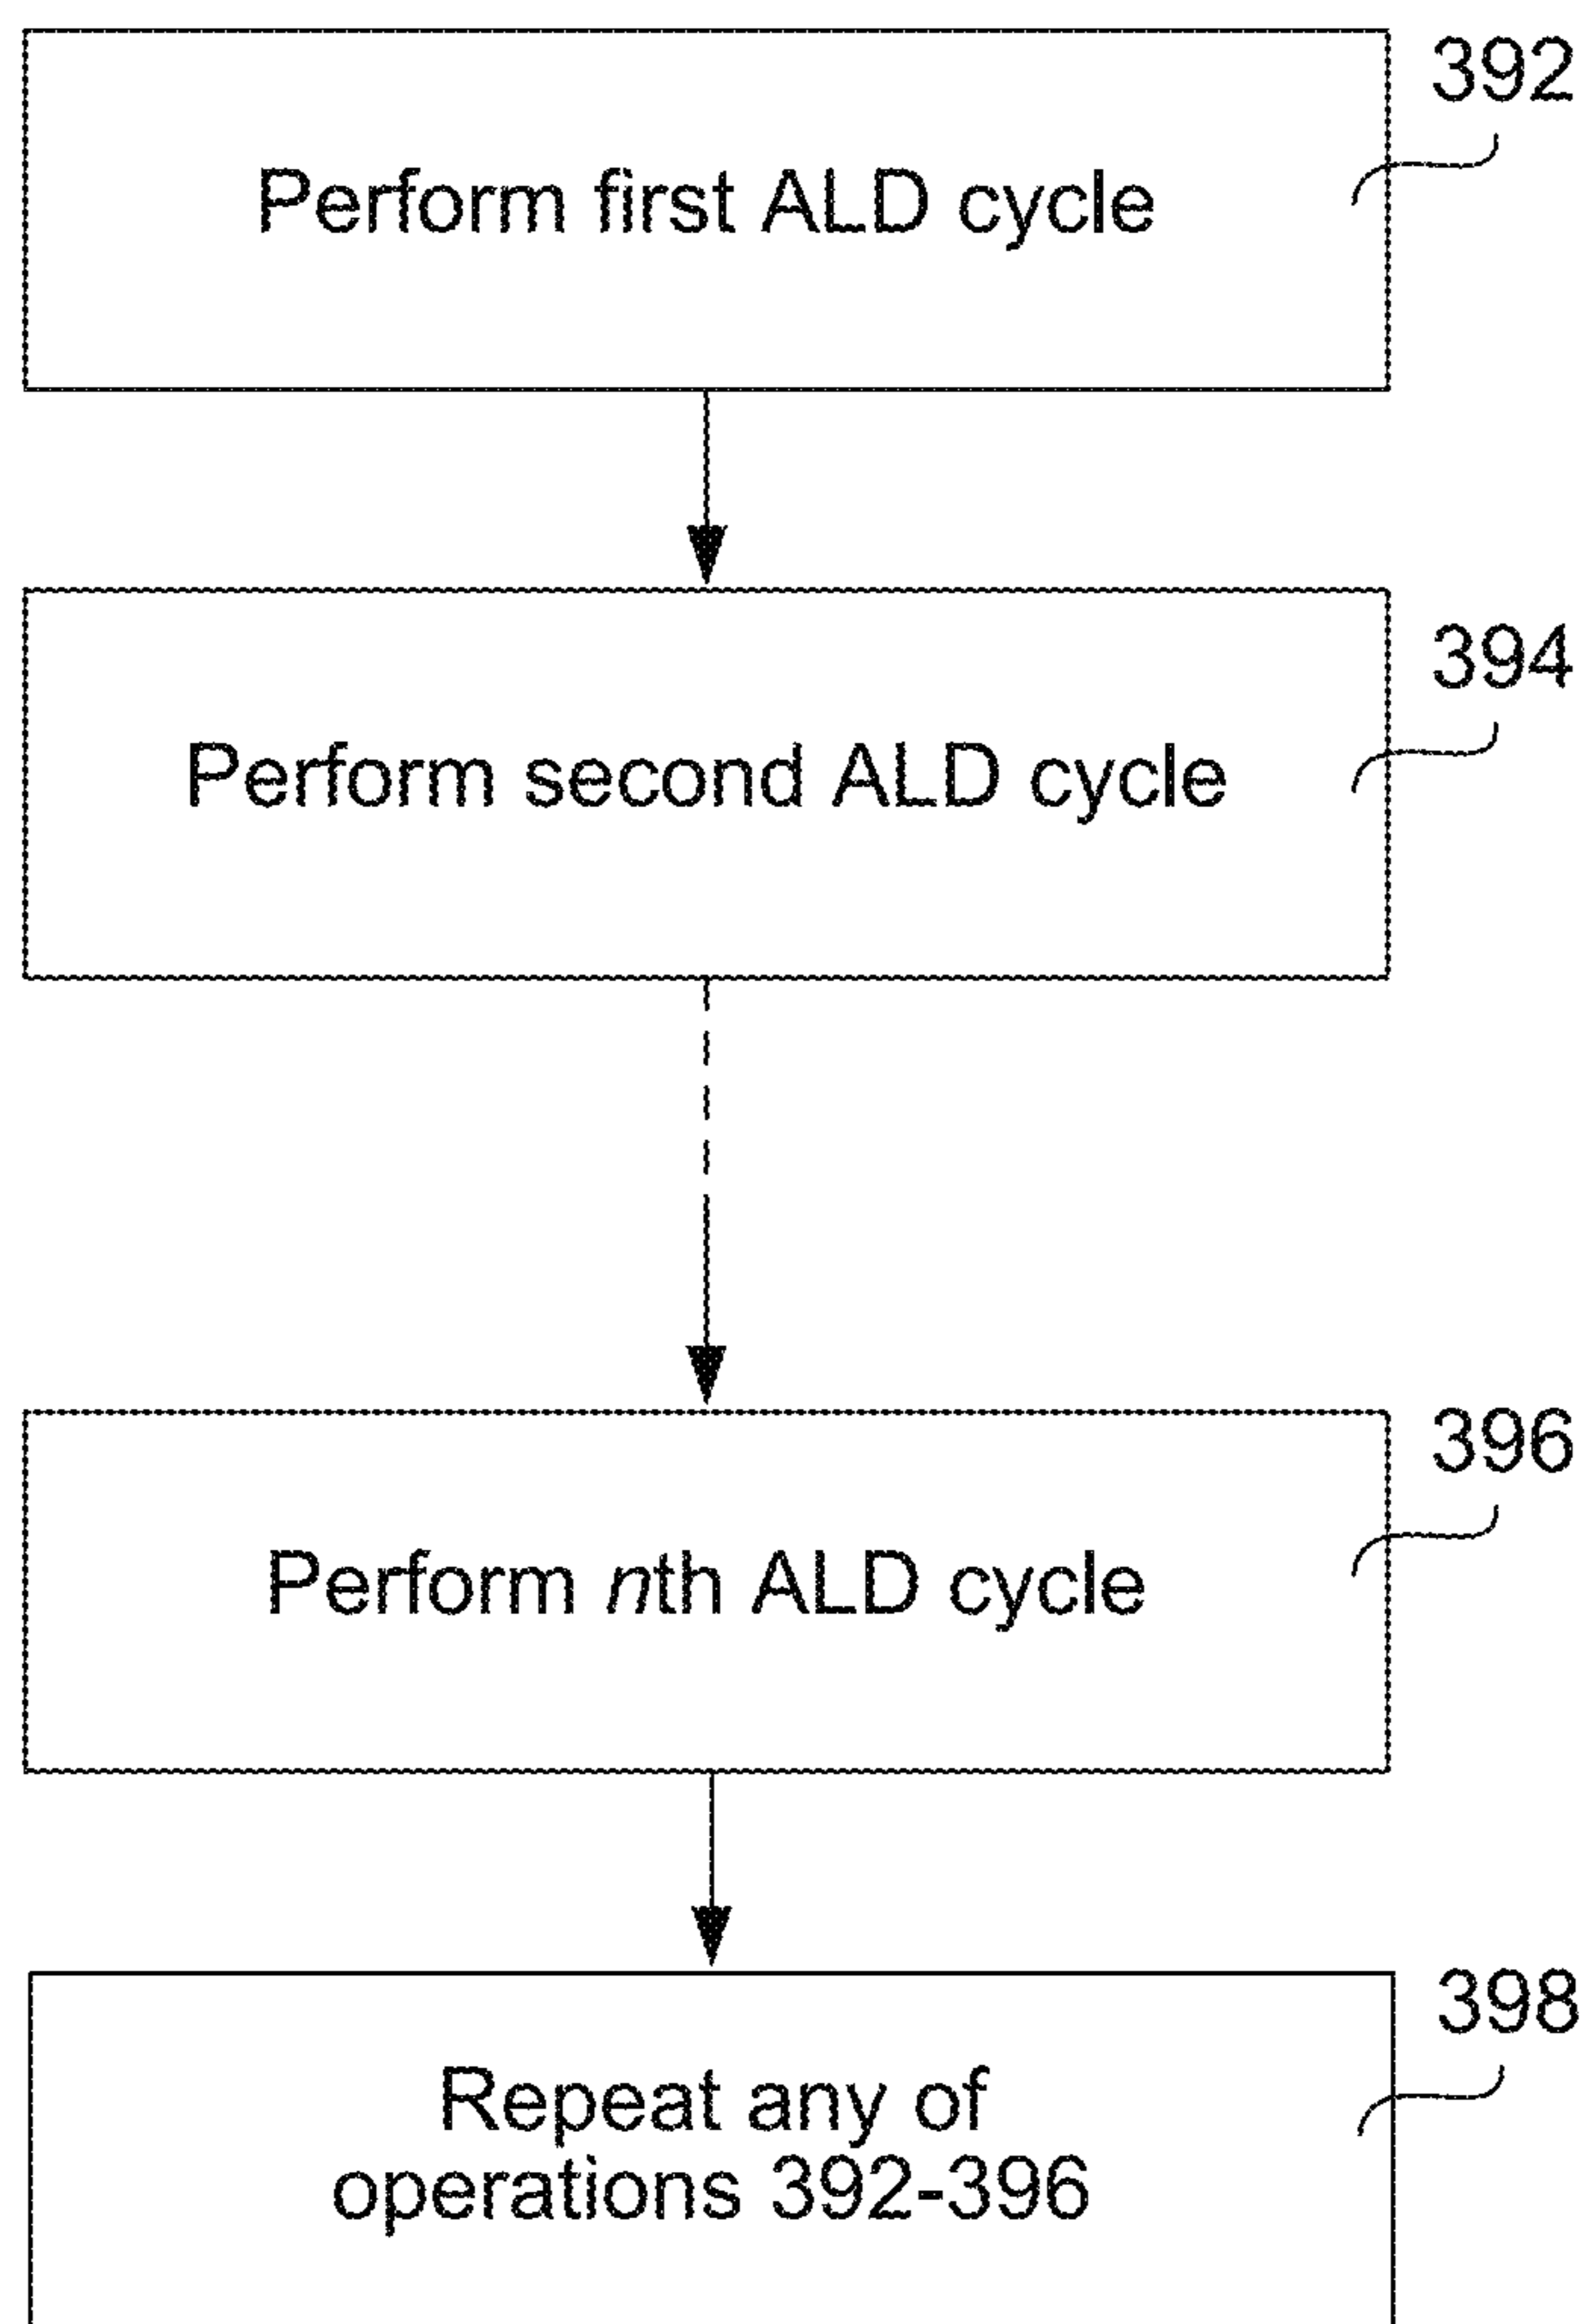 392
Perform first ALD cycle
394
Perform second ALD cycle
396
Perform nth ALD cycle
398
Repeat any of
operations 392-396